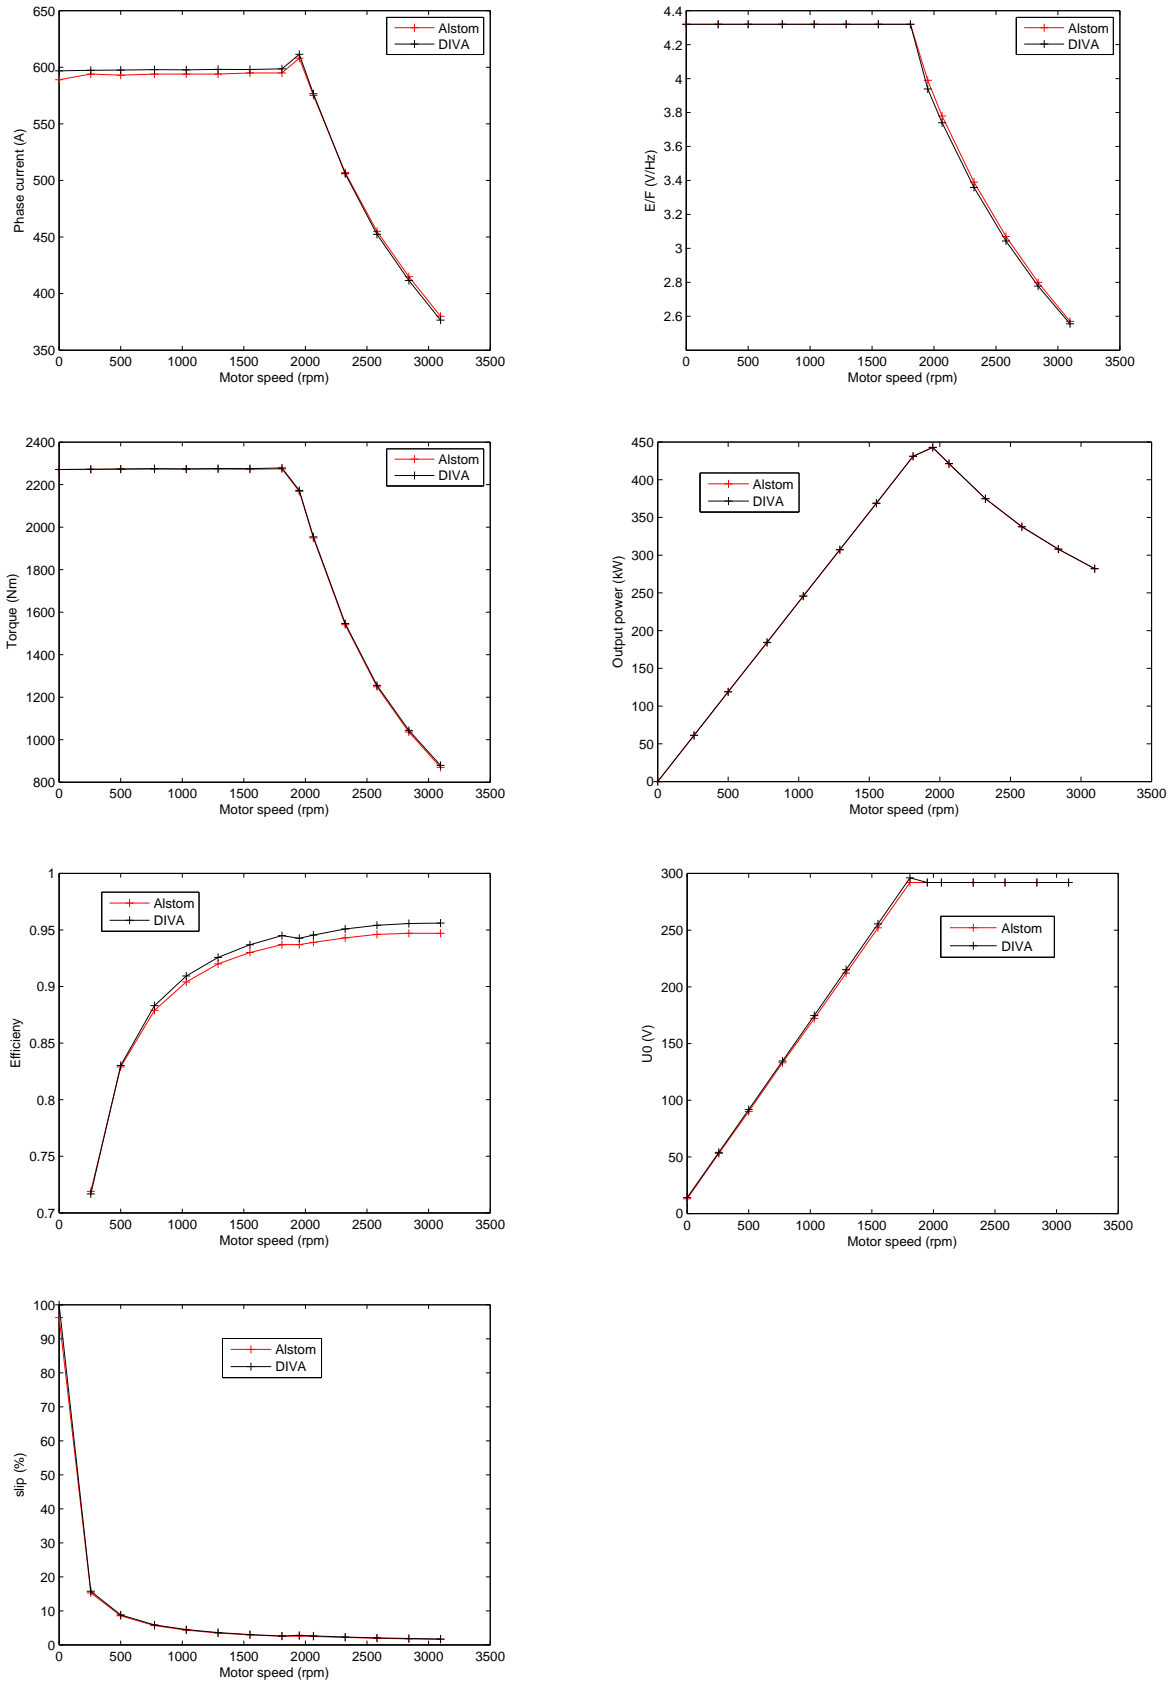 650
600
550
500
450
400
350
0 500 1000 1500 2000 2500 3000 3500
Phase current (A)
Motor speed (rpm)
Alstom
DIVA
4.4
4.2
4
3.8
3.6
3.4
3.2
3
2.8
2.6
0 500 1000 1500 2000 2500 3000 3500
E/F (V/Hz)
Motor speed (rpm)
Alstom
DIVA
2400
2200
2000
1800
1600
1400
1200
1000
800
0 500 1000 1500 2000 2500 3000 3500
Torque (Nm)
Motor speed (rpm)
Alstom
DIVA
450
400
350
300
250
200
150
100
50
0
0 500 1000 1500 2000 2500 3000 3500
Output power (kW)
Motor speed (rpm)
Alstom
DIVA
1
0.95
0.9
0.85
0.8
0.75
0.7
0 500 1000 1500 2000 2500 3000 3500
Efficieny
Motor speed (rpm)
Alstom
DIVA
300
250
200
150
100
50
0
0 500 1000 1500 2000 2500 3000 3500
U0 (V)
Motor speed (rpm)
Alstom
DIVA
100
90
80
70
60
50
40
30
20
10
0
0 500 1000 1500 2000 2500 3000 3500
slip (%)
Motor speed (rpm)
Alstom
DIVA